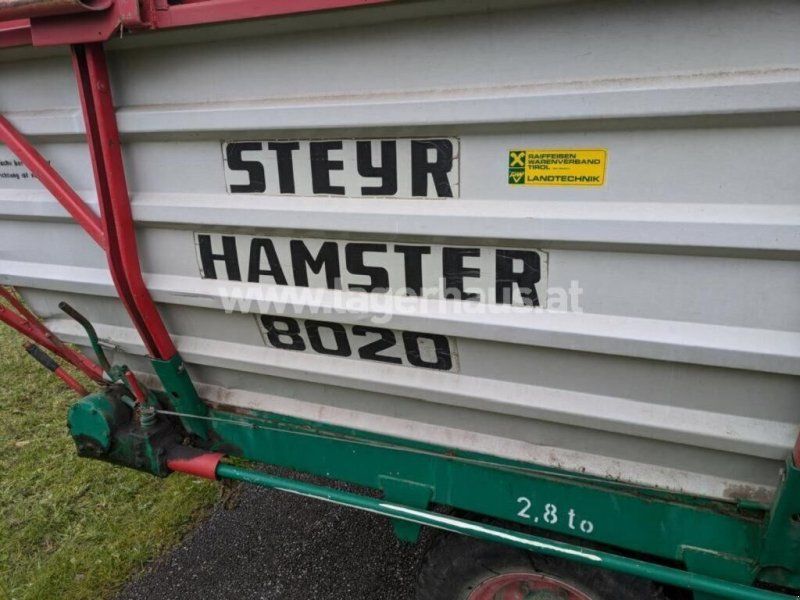 STEYR
RAIFFEISEN
WARENVERBAND
TIROL
LANDTECHNIK
HAMSTER
www.lagerhaus.at
8020
2,8 to